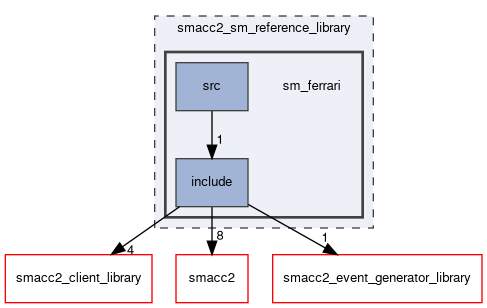 smacc2_sm_reference_library
src
sm_ferrari
1
include
4
8
1
smacc2_client_library
smacc2
smacc2_event_generator_library